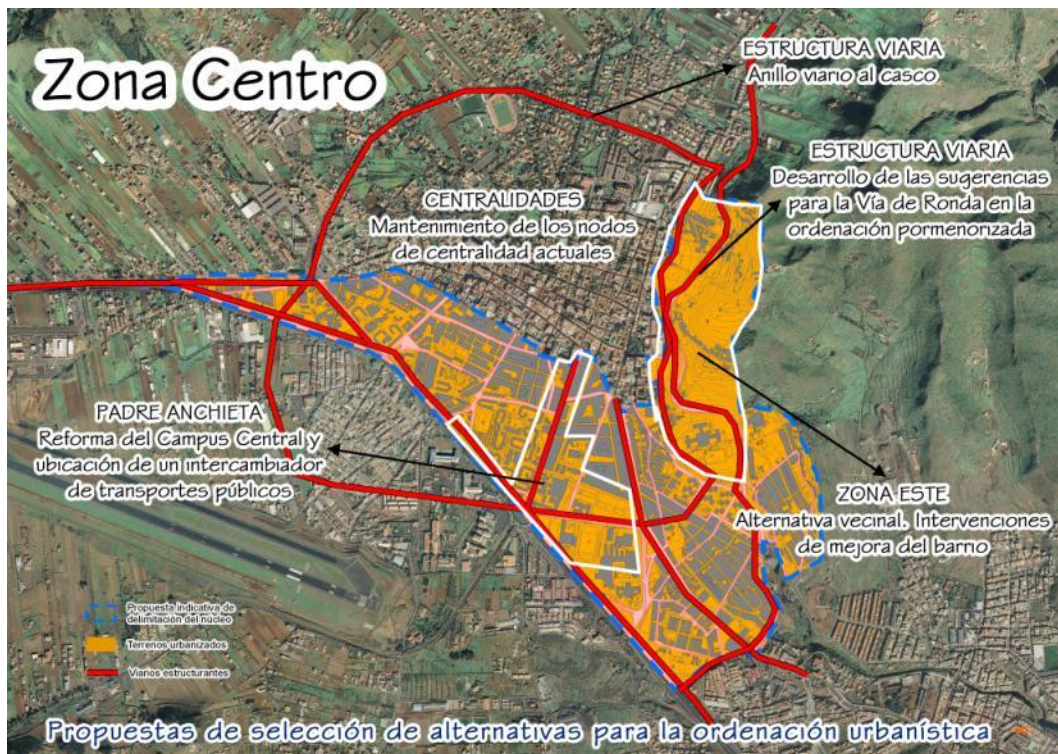 Zona Centro
ESTRUCTURA VIARIA
Anillo viario al casco
ESTRUCTURA VIARIA
Desarrollo de las sugerencias
para la Vía de Ronda en la
ordenación pormenorizada
CENTRALIDADES
Mantenimiento de los nodos
de centralidad actuales
PADRE ANCHIETA
Reforma del Campus Central y
ubicación de un intercambiador
de transportes públicos
ZONA ESTE
Alternativa vecinal. Intervenciones
de mejora del barrio
Propuesta indicativa de
delimitación del núcleo
Terrenos urbanizados
Viarios estructurantes
Propuestas de selección de alternativas para la ordenación urbanística